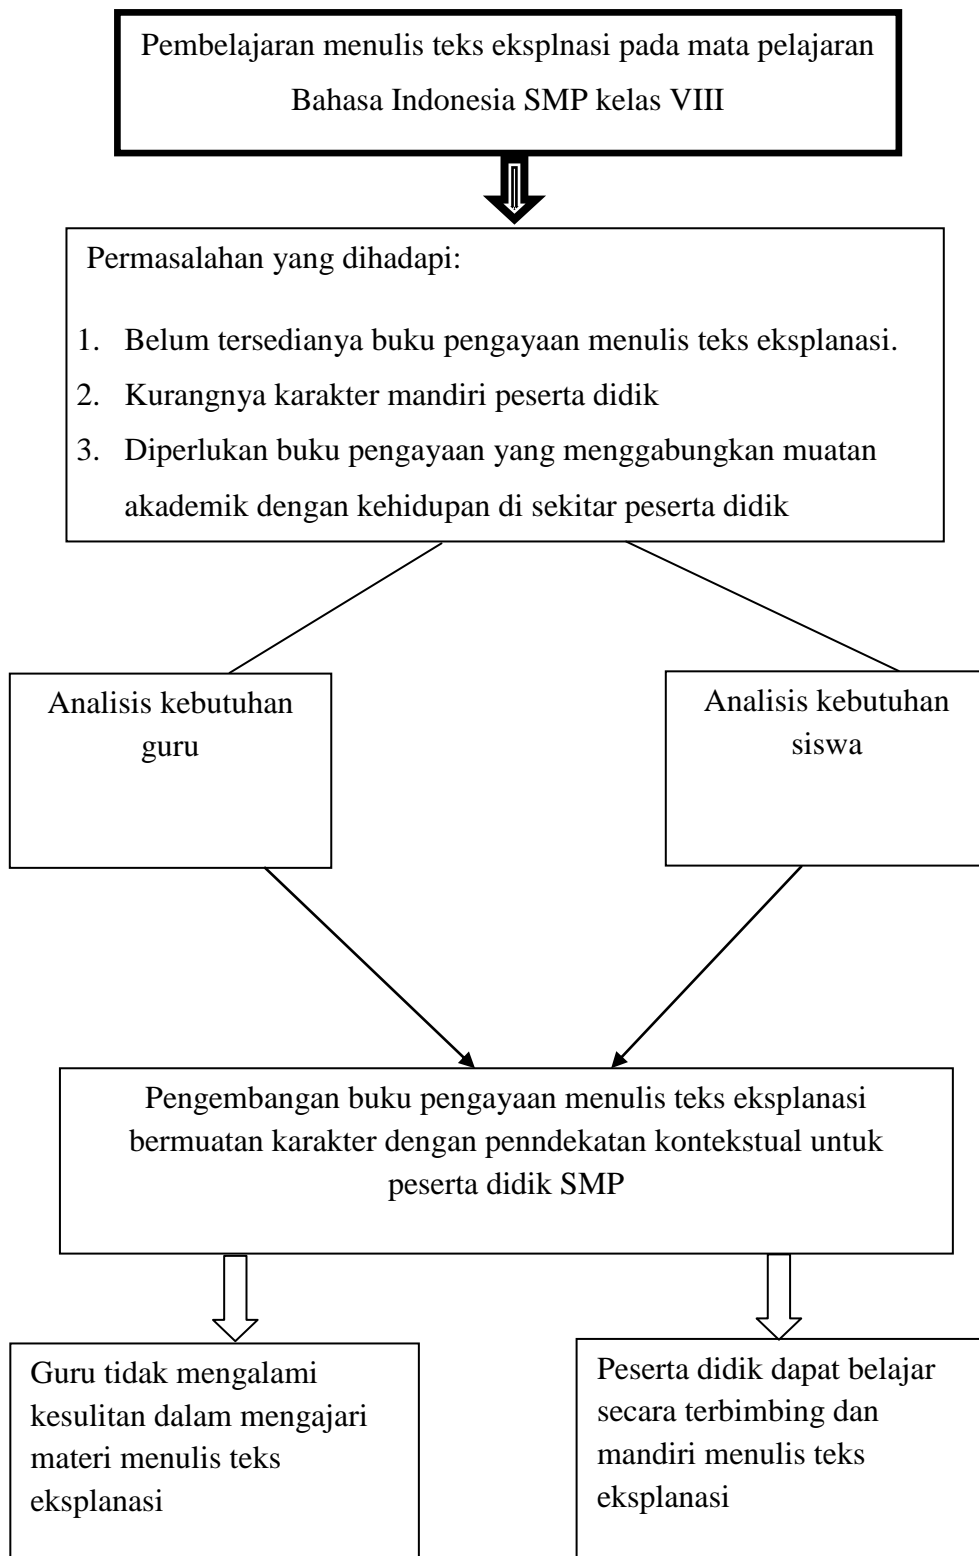 Pembelajaran menulis teks eksplnasi pada mata pelajaran
Bahasa Indonesia SMP kelas VIII
Permasalahan yang dihadapi:
1. Belum tersedianya buku pengayaan menulis teks eksplanasi.
2. Kurangnya karakter mandiri peserta didik
3. Diperlukan buku pengayaan yang menggabungkan muatan
akademik dengan kehidupan di sekitar peserta didik
Analisis kebutuhan
guru
Analisis kebutuhan
siswa
Pengembangan buku pengayaan menulis teks eksplanasi
bermuatan karakter dengan penndekatan kontekstual untuk
peserta didik SMP
Guru tidak mengalami
kesulitan dalam mengajari
materi menulis teks
eksplanasi
Peserta didik dapat belajar
secara terbimbing dan
mandiri menulis teks
eksplanasi